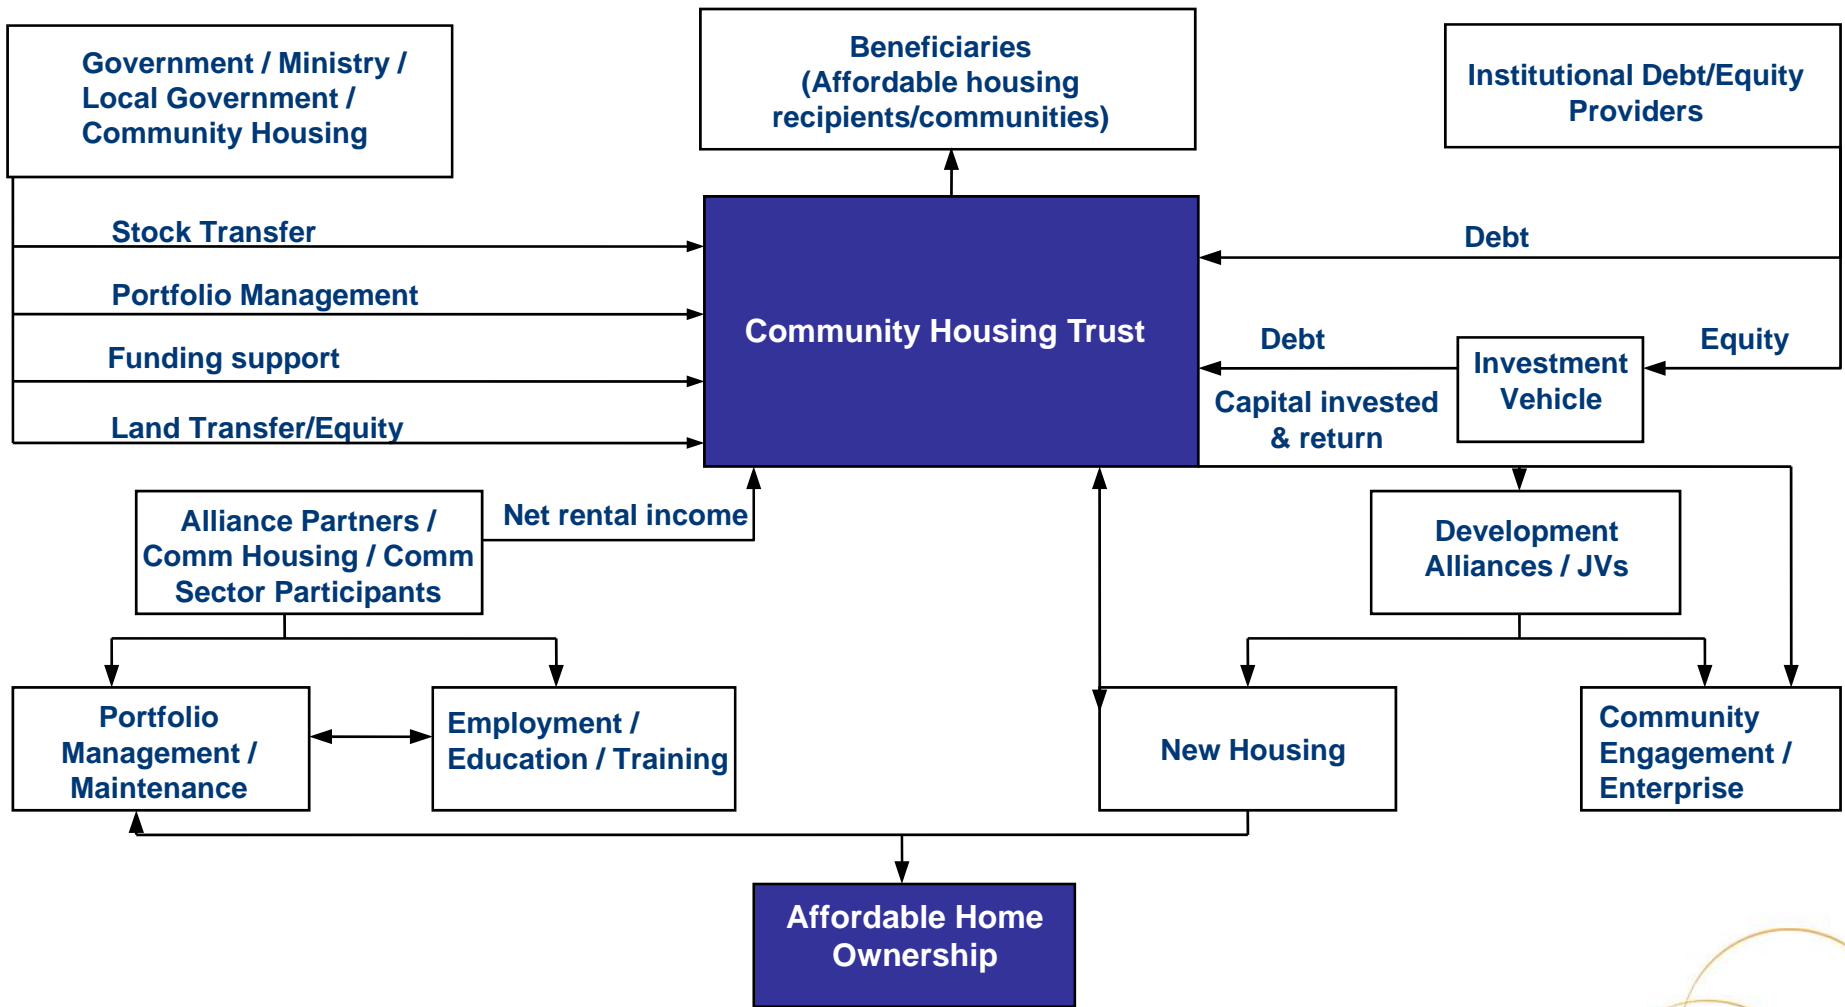 Government / Ministry /
Local Government /
Community Housing
Beneficiaries
(Affordable housing
recipients/communities)
Institutional Debt/Equity
Providers
Stock Transfer
Portfolio Management
Funding support
Land Transfer/Equity
Community Housing Trust
Debt
Debt
Equity
Investment
Vehicle
Capital invested
& return
Alliance Partners /
Comm Housing / Comm
Sector Participants
Net rental income
Development
Alliances / JVs
Portfolio
Management /
Maintenance
Employment /
Education / Training
New Housing
Community
Engagement /
Enterprise
Affordable Home
Ownership